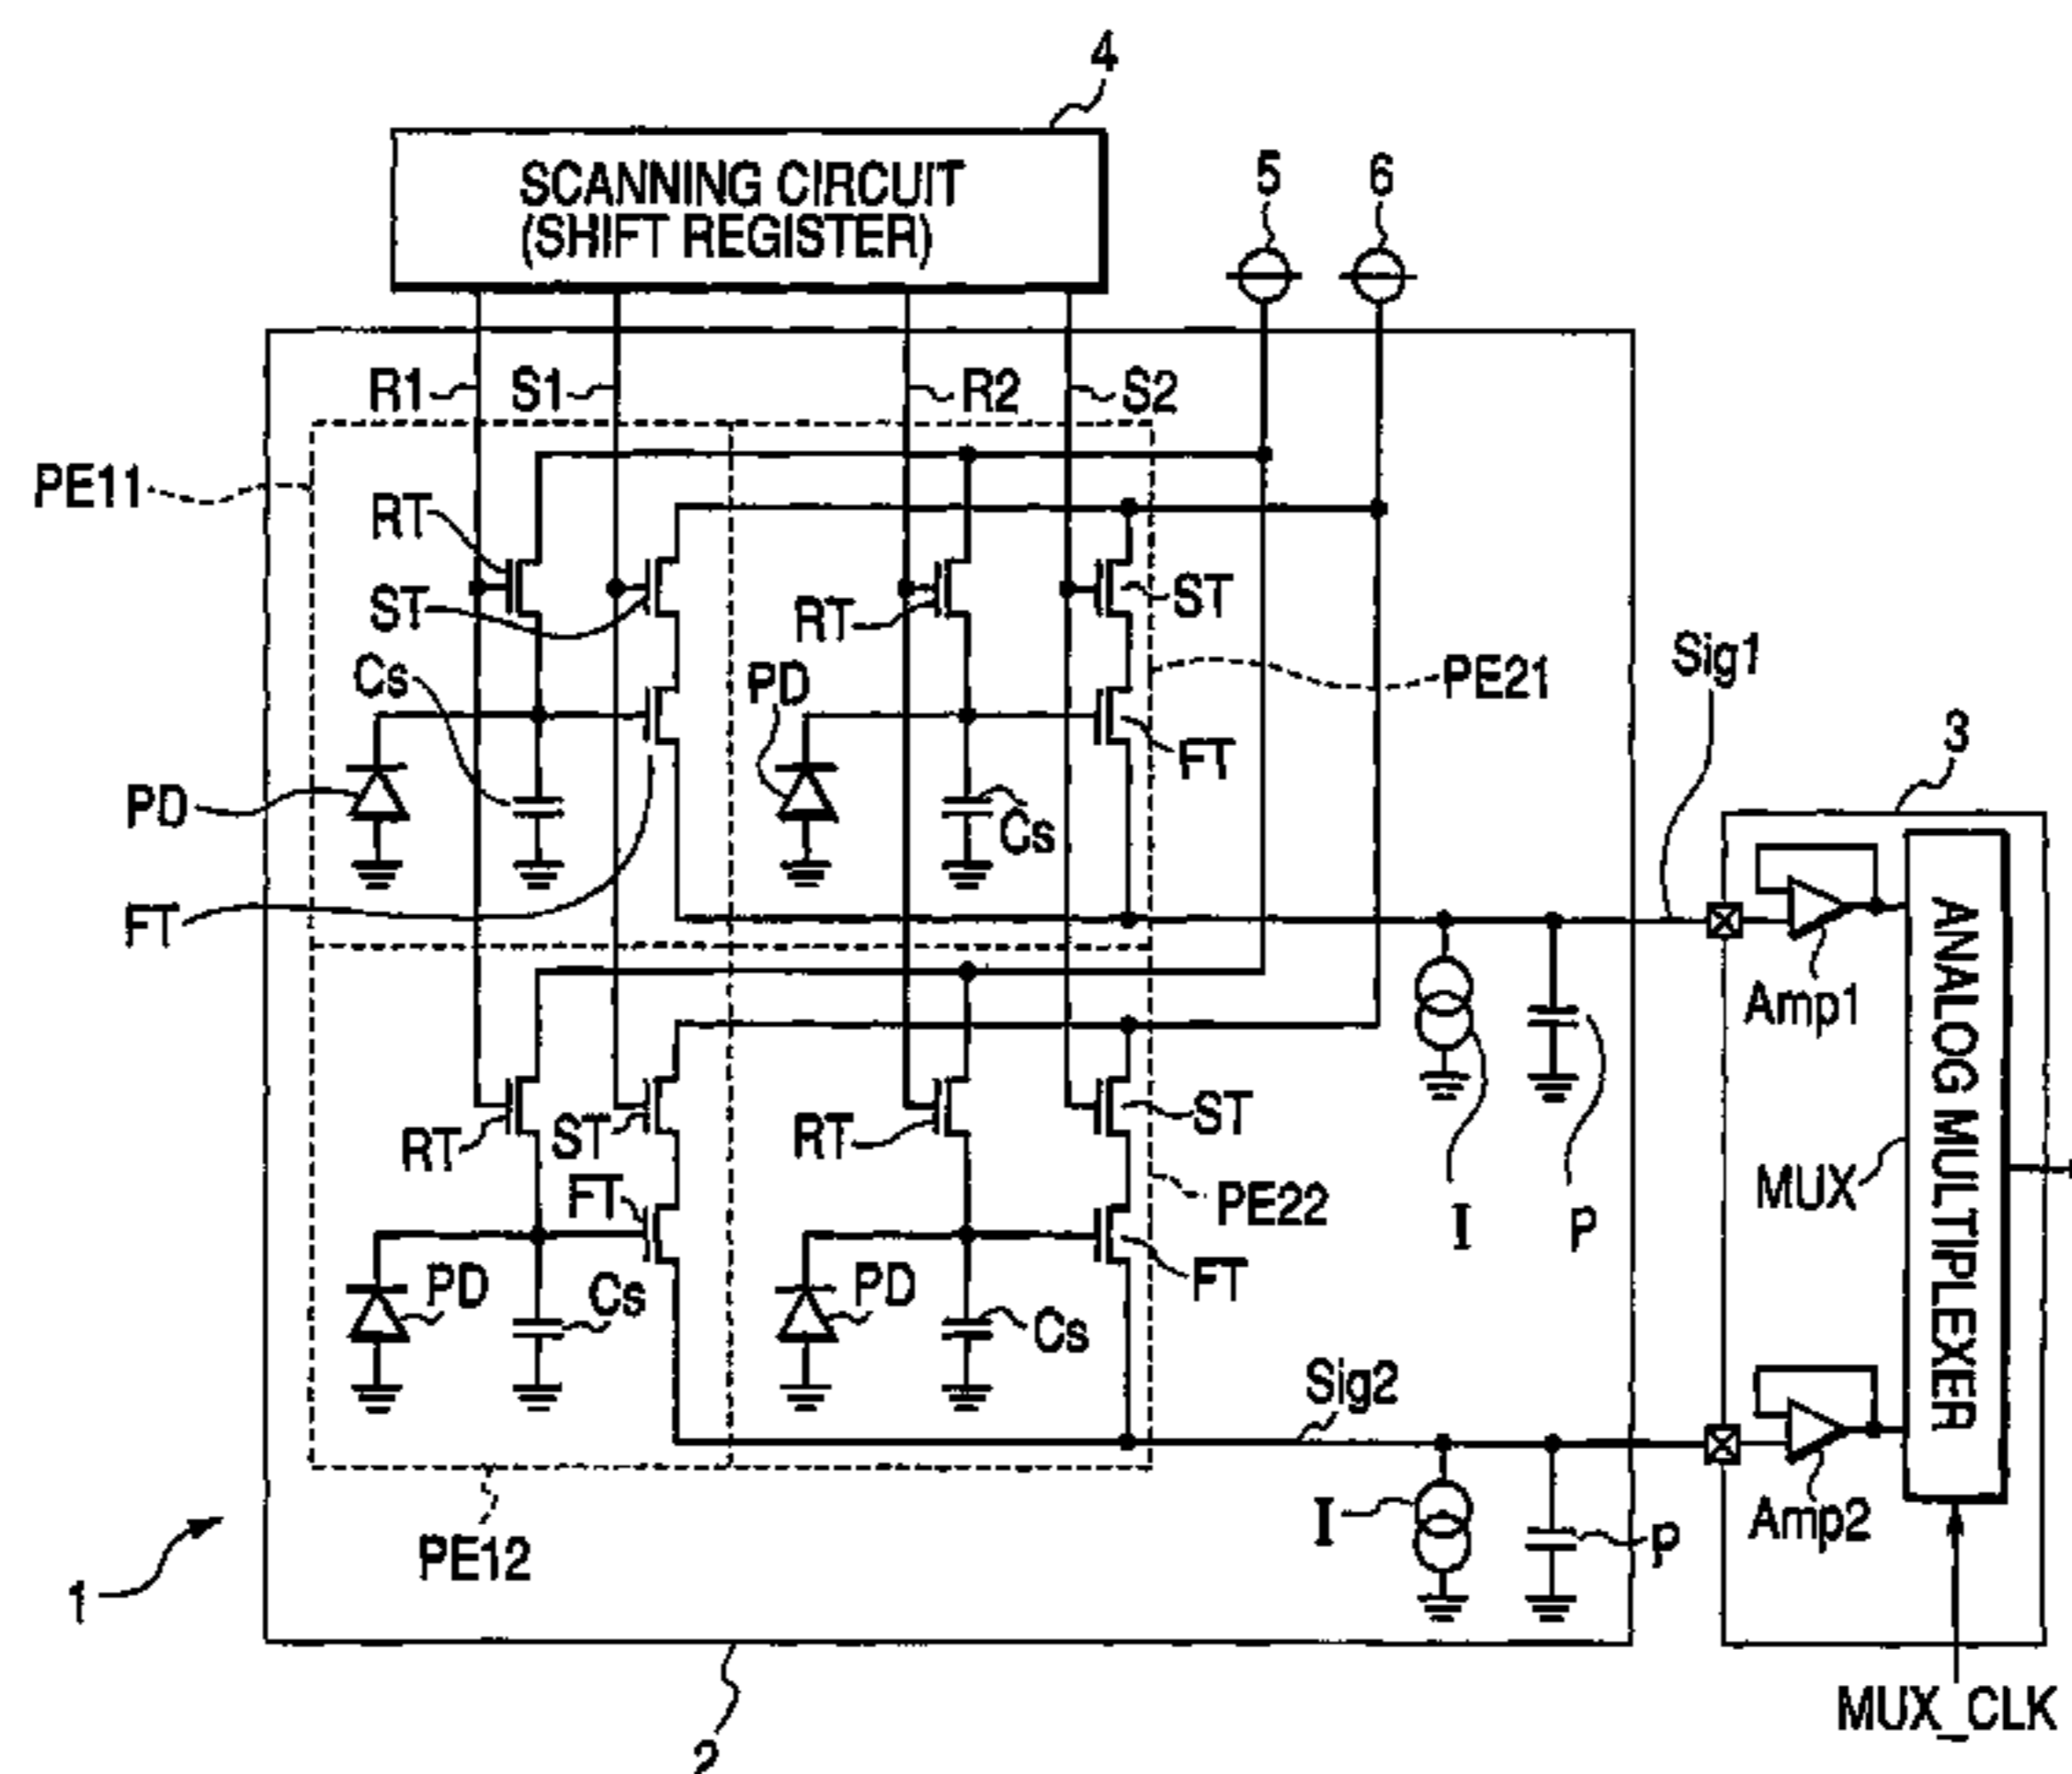 4
SCANNING CIRCUIT
(SHIFT REGISTER)
5
6
R1
S1
R2
S2
PE11
RT
ST
RT
ST
Cs
PD
PE21
Sig1
FT
3
PD
Cs
FT
Amp1
ANALOG MULTIPLEXER
MUX
RT
ST
RT
ST
FT
PE22
I
P
PD
Cs
PD
Cs
FT
Sig2
I
P
Amp2
PE12
1
2
MUX_CLK